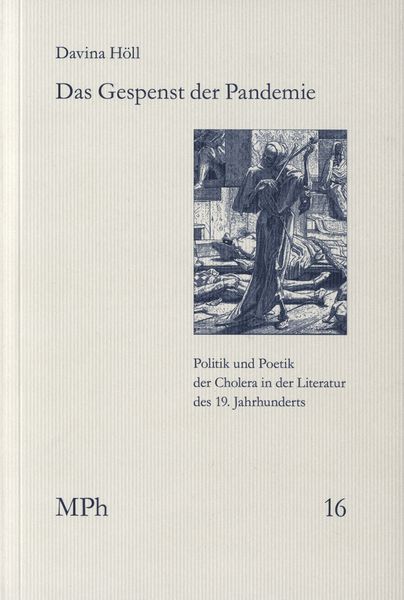 Davina Höll
Das Gespenst der Pandemie
Politik und Poetik
der Cholera in der Literatur
des 19. Jahrhunderts
MPh 16